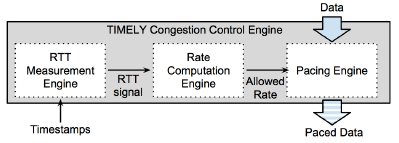 Data
TIMELY Congestion Control Engine
RTT
Measurement
Engine
RTT
signal
Rate
Computation
Engine
Allowed
Rate
Pacing Engine
Timestamps
Paced Data